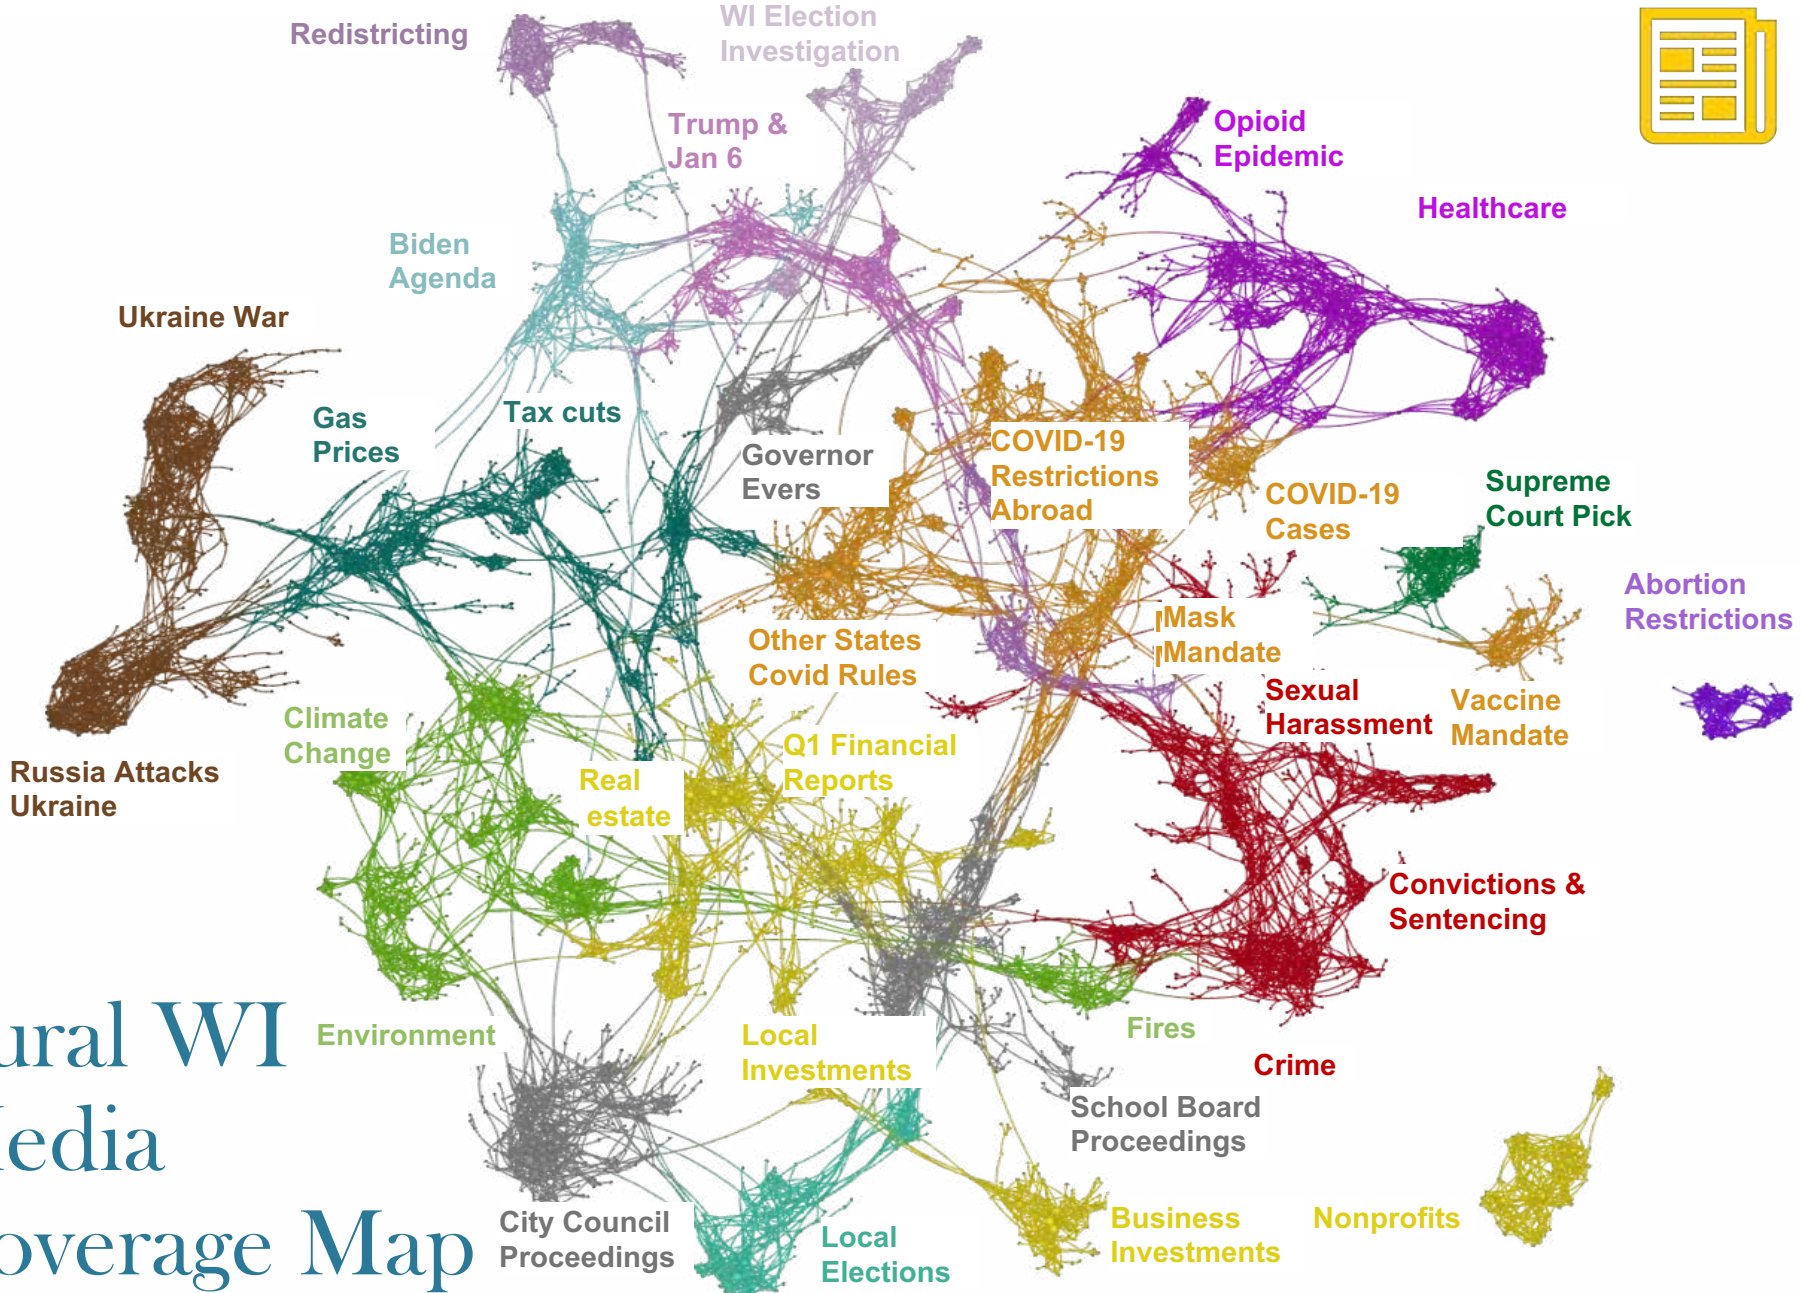 Redistricting
WI Election
Investigation
Trump &
Jan 6
Opioid
Epidemic
Healthcare
Biden
Agenda
Ukraine War
Gas
Prices
Tax cuts
Governor
Evers
COVID-19
Restrictions
Abroad
COVID-19
Cases
Supreme
Court Pick
Abortion
Restrictions
Mask
Mandate
Other States
Covid Rules
Sexual
Harassment
Vaccine
Mandate
Climate
Change
Russia Attacks
Ukraine
Real
estate
Q1 Financial
Reports
Convictions &
Sentencing
ural WI
edia
overage Map
Environment
Local
Investments
Fires
Crime
School Board
Proceedings
City Council
Proceedings
Local
Elections
Business
Investments
Nonprofits